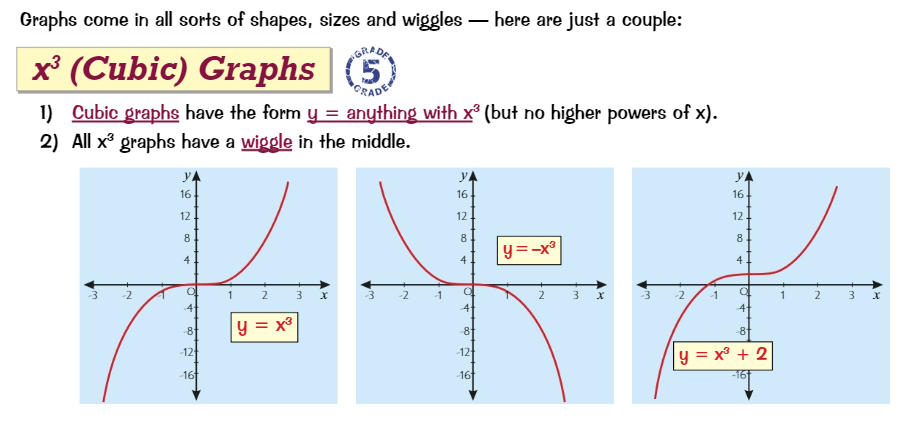 Graphs come in all sorts of shapes, sizes and wiggles — here are just a couple:
x³ (Cubic) Graphs
GRADE
5
GRADE
1) Cubic graphs have the form y = anything with x³ (but no higher powers of x).
2) All x³ graphs have a wiggle in the middle.
y
16
12
8
4
-3 -2 -1 O 1 2 3 x
-4
-8
-12
-16
y = x³
y
16
12
8
4
-3 -2 -1 O 1 2 3 x
-4
-8
-12
-16
y = –x³
y
16
12
8
4
-3 -2 -1 O 1 2 3 x
-4
-8
-16
y = x³ + 2